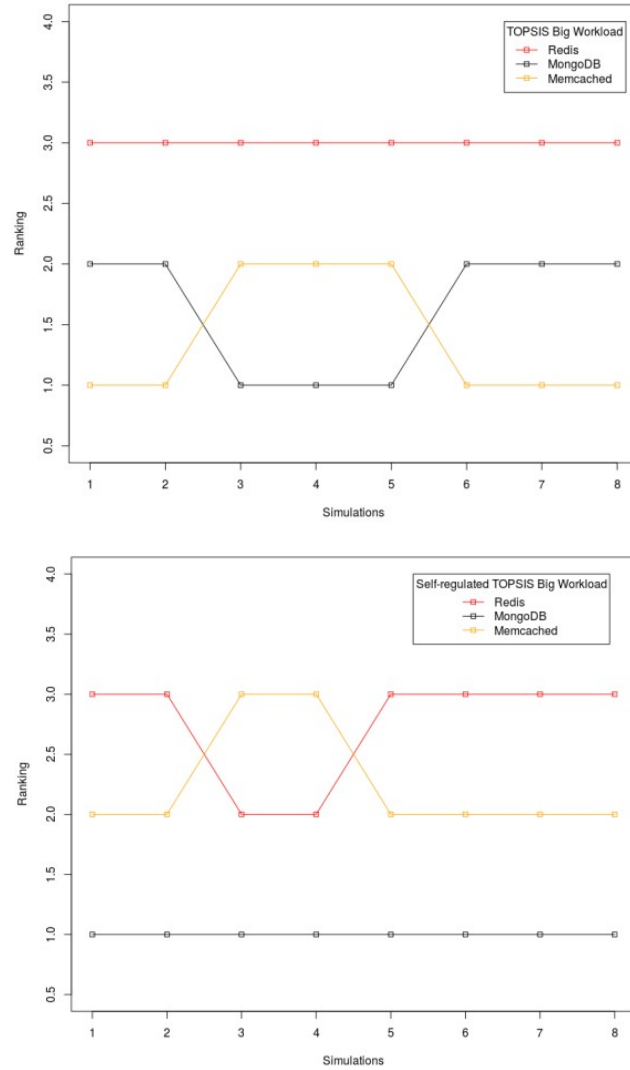 TOPSIS Big Workload
Redis
MongoDB
Memcached
4.0
3.5
3.0
2.5
2.0
1.5
1.0
0.5
Ranking
1 2 3 4 5 6 7 8
Simulations
Self-regulated TOPSIS Big Workload
Redis
MongoDB
Memcached
4.0
3.5
3.0
2.5
2.0
1.5
1.0
0.5
Ranking
1 2 3 4 5 6 7 8
Simulations